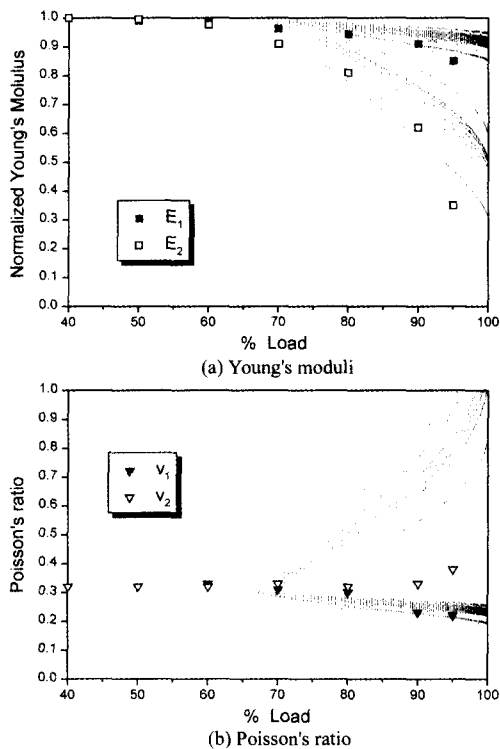 1.0
0.9
0.8
0.7
0.6
0.5
0.4
0.3
0.2
0.1
0.0
Normalized Young's Molulus
E1
E2
40 50 60 70 80 90 100
% Load
(a) Young's moduli
1.0
0.9
0.8
0.7
0.6
0.5
0.4
0.3
0.2
0.1
0.0
Poisson's ratio
ν1
ν2
40 50 60 70 80 90 100
% Load
(b) Poisson's ratio